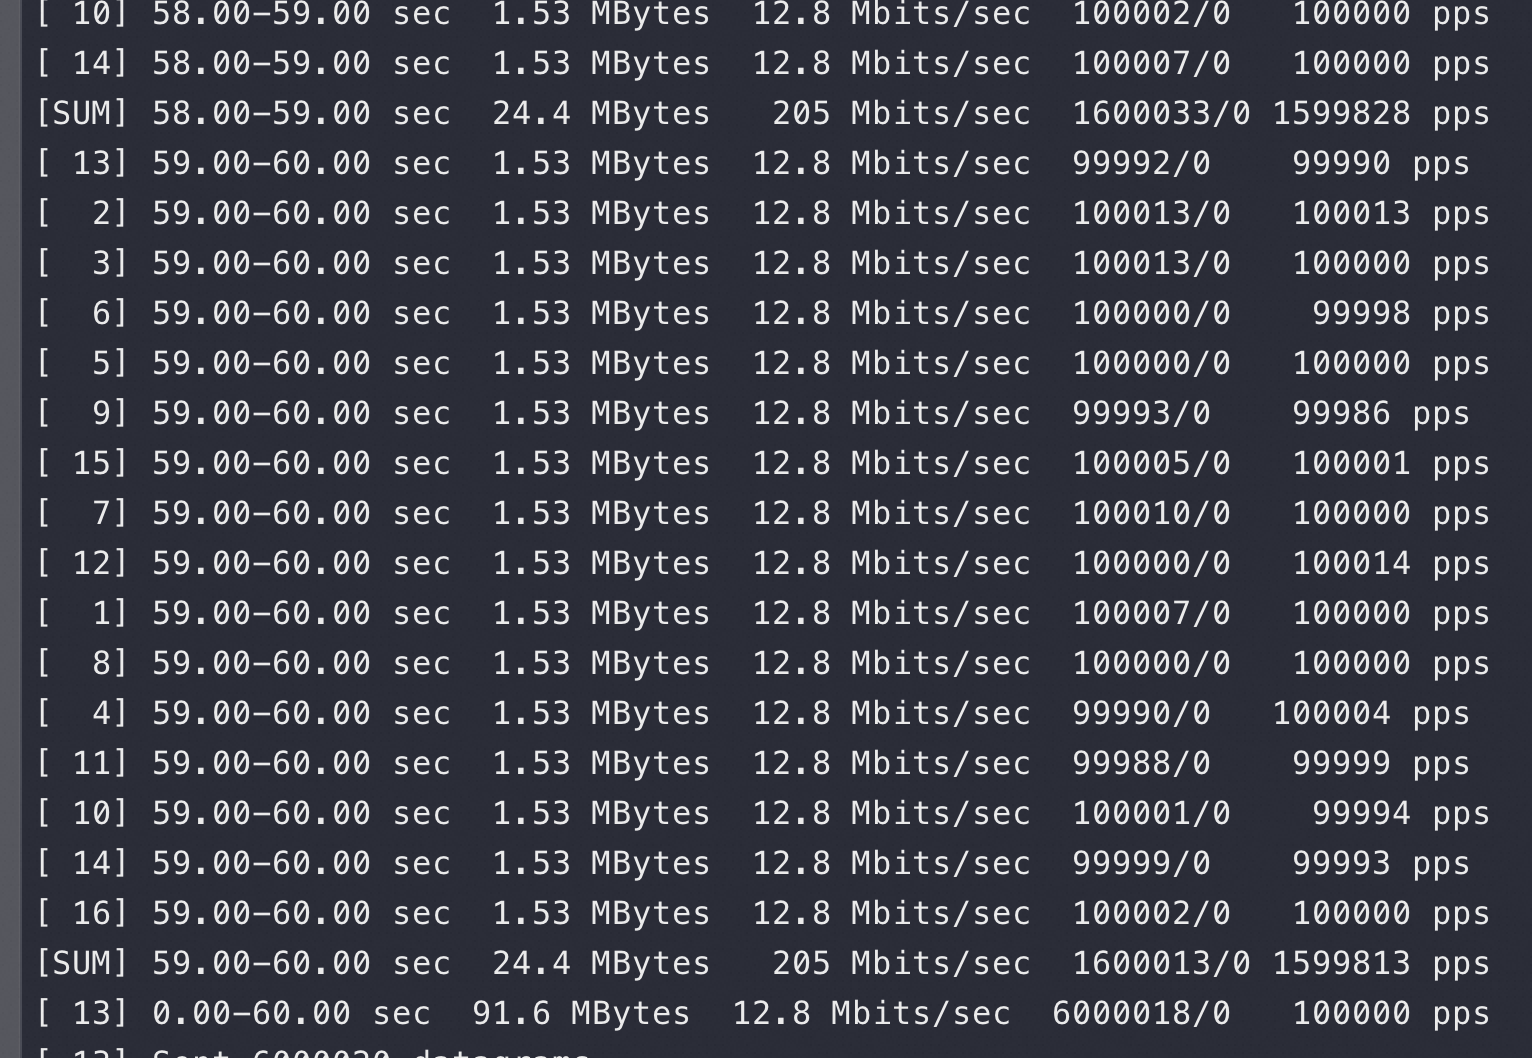 [ 10] 58.00-59.00 sec  1.53 MBytes  12.8 Mbits/sec  100002/0   100000 pps
[ 14] 58.00-59.00 sec  1.53 MBytes  12.8 Mbits/sec  100007/0   100000 pps
[SUM] 58.00-59.00 sec  24.4 MBytes   205 Mbits/sec  1600033/0 1599828 pps
[ 13] 59.00-60.00 sec  1.53 MBytes  12.8 Mbits/sec  99992/0    99990 pps
[  2] 59.00-60.00 sec  1.53 MBytes  12.8 Mbits/sec  100013/0   100013 pps
[  3] 59.00-60.00 sec  1.53 MBytes  12.8 Mbits/sec  100013/0   100000 pps
[  6] 59.00-60.00 sec  1.53 MBytes  12.8 Mbits/sec  100000/0    99998 pps
[  5] 59.00-60.00 sec  1.53 MBytes  12.8 Mbits/sec  100000/0   100000 pps
[  9] 59.00-60.00 sec  1.53 MBytes  12.8 Mbits/sec  99993/0    99986 pps
[ 15] 59.00-60.00 sec  1.53 MBytes  12.8 Mbits/sec  100005/0   100001 pps
[  7] 59.00-60.00 sec  1.53 MBytes  12.8 Mbits/sec  100010/0   100000 pps
[ 12] 59.00-60.00 sec  1.53 MBytes  12.8 Mbits/sec  100000/0   100014 pps
[  1] 59.00-60.00 sec  1.53 MBytes  12.8 Mbits/sec  100007/0   100000 pps
[  8] 59.00-60.00 sec  1.53 MBytes  12.8 Mbits/sec  100000/0   100000 pps
[  4] 59.00-60.00 sec  1.53 MBytes  12.8 Mbits/sec  99990/0   100004 pps
[ 11] 59.00-60.00 sec  1.53 MBytes  12.8 Mbits/sec  99988/0    99999 pps
[ 10] 59.00-60.00 sec  1.53 MBytes  12.8 Mbits/sec  100001/0    99994 pps
[ 14] 59.00-60.00 sec  1.53 MBytes  12.8 Mbits/sec  99999/0    99993 pps
[ 16] 59.00-60.00 sec  1.53 MBytes  12.8 Mbits/sec  100002/0   100000 pps
[SUM] 59.00-60.00 sec  24.4 MBytes   205 Mbits/sec  1600013/0 1599813 pps
[ 13] 0.00-60.00 sec  91.6 MBytes  12.8 Mbits/sec  6000018/0   100000 pps
[ 13] Sent 6000020 datagrams